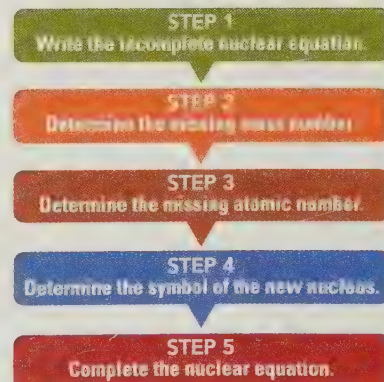 STEP 1
Write the incomplete nuclear equation.
STEP 2
Determine the missing mass number.
STEP 3
Determine the missing atomic number.
STEP 4
Determine the symbol of the new nucleus.
STEP 5
Complete the nuclear equation.